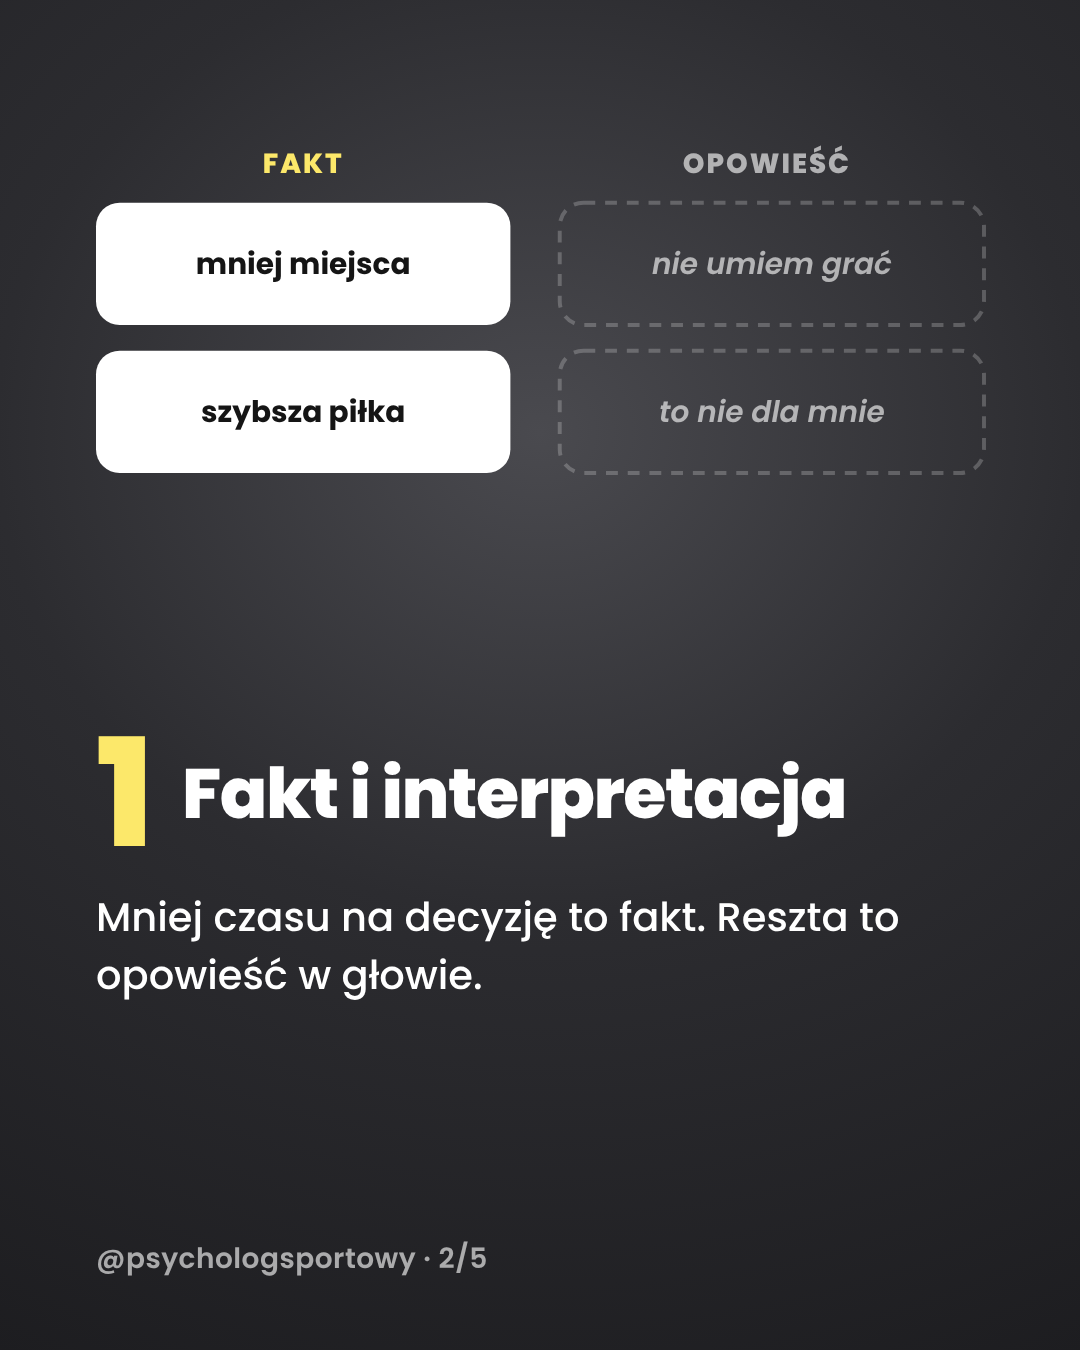 FAKT
OPOWIEŚĆ
mniej miejsca
nie umiem grać
szybsza piłka
to nie dla mnie
1 Fakt i interpretacja
Mniej czasu na decyzję to fakt. Reszta to
opowieść w głowie.
@psychologsportowy · 2/5